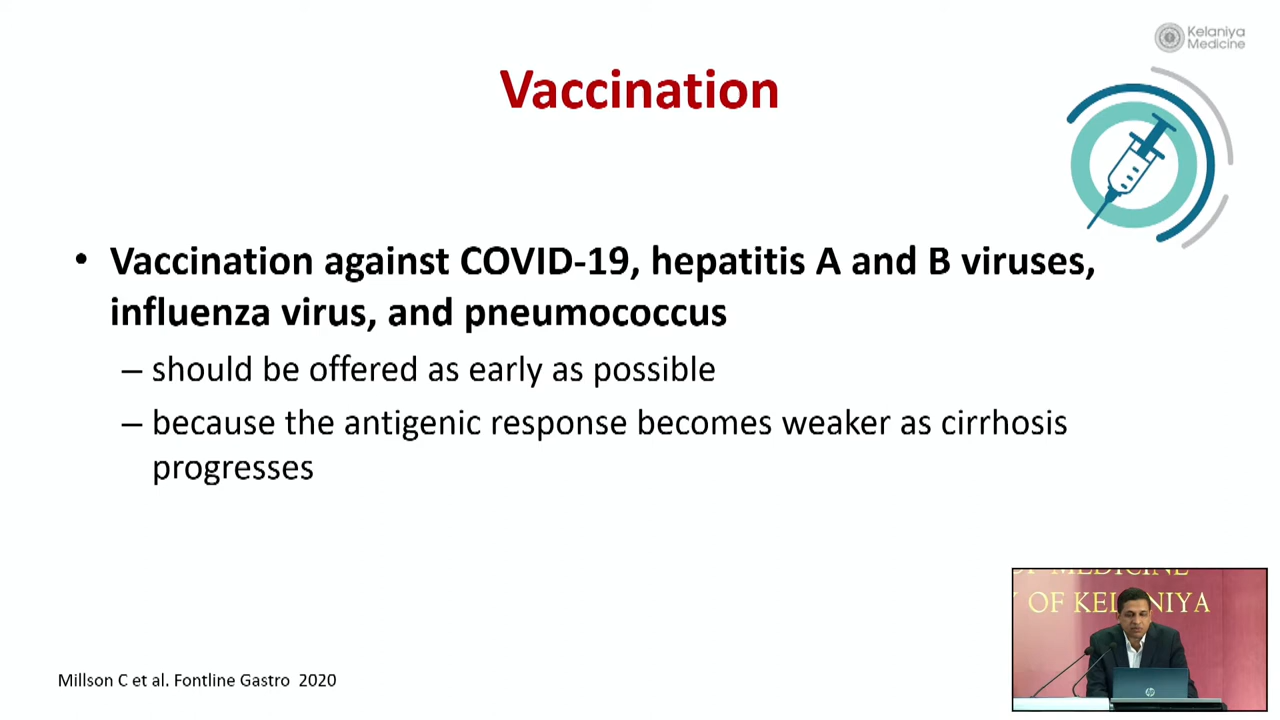 Kelaniya
Medicine
Vaccination
• Vaccination against COVID-19, hepatitis A and B viruses,
influenza virus, and pneumococcus
– should be offered as early as possible
– because the antigenic response becomes weaker as cirrhosis
progresses
OF MEDICINE
Y OF KELANIYA
hp
Millson C et al. Fontline Gastro 2020